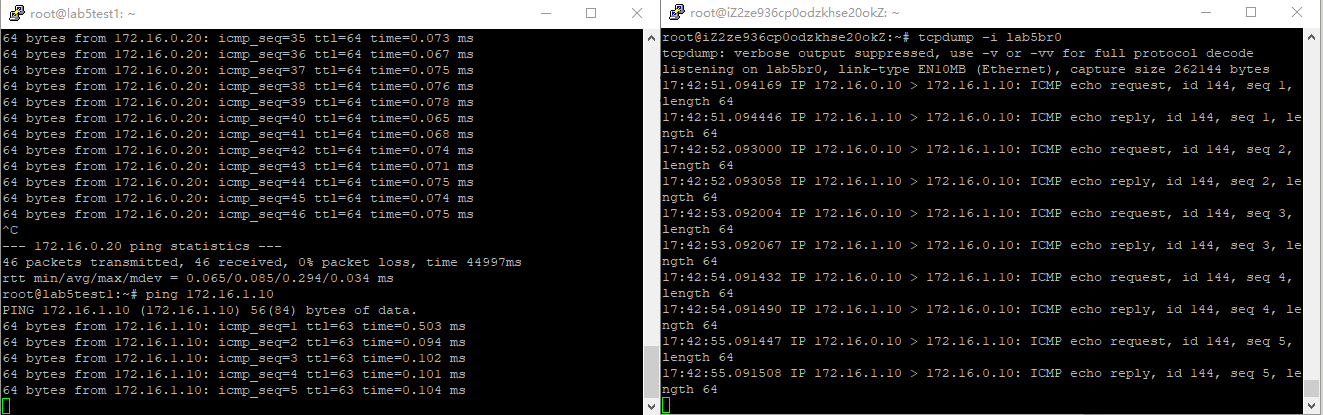 root@lab5test1: ~
64 bytes from 172.16.0.20: icmp_seq=35 ttl=64 time=0.073 ms
64 bytes from 172.16.0.20: icmp_seq=36 ttl=64 time=0.067 ms
64 bytes from 172.16.0.20: icmp_seq=37 ttl=64 time=0.075 ms
64 bytes from 172.16.0.20: icmp_seq=38 ttl=64 time=0.076 ms
64 bytes from 172.16.0.20: icmp_seq=39 ttl=64 time=0.078 ms
64 bytes from 172.16.0.20: icmp_seq=40 ttl=64 time=0.065 ms
64 bytes from 172.16.0.20: icmp_seq=41 ttl=64 time=0.068 ms
64 bytes from 172.16.0.20: icmp_seq=42 ttl=64 time=0.074 ms
64 bytes from 172.16.0.20: icmp_seq=43 ttl=64 time=0.071 ms
64 bytes from 172.16.0.20: icmp_seq=44 ttl=64 time=0.075 ms
64 bytes from 172.16.0.20: icmp_seq=45 ttl=64 time=0.074 ms
64 bytes from 172.16.0.20: icmp_seq=46 ttl=64 time=0.075 ms
^C
--- 172.16.0.20 ping statistics ---
46 packets transmitted, 46 received, 0% packet loss, time 44997ms
rtt min/avg/max/mdev = 0.065/0.085/0.294/0.034 ms
root@lab5test1:~# ping 172.16.1.10
PING 172.16.1.10 (172.16.1.10) 56(84) bytes of data.
64 bytes from 172.16.1.10: icmp_seq=1 ttl=63 time=0.503 ms
64 bytes from 172.16.1.10: icmp_seq=2 ttl=63 time=0.094 ms
64 bytes from 172.16.1.10: icmp_seq=3 ttl=63 time=0.102 ms
64 bytes from 172.16.1.10: icmp_seq=4 ttl=63 time=0.101 ms
64 bytes from 172.16.1.10: icmp_seq=5 ttl=63 time=0.104 ms
root@iZ2ze936cp0odzkhse20okZ: ~
root@iZ2ze936cp0odzkhse20okZ:~# tcpdump -i lab5br0
tcpdump: verbose output suppressed, use -v or -vv for full protocol decode
listening on lab5br0, link-type EN10MB (Ethernet), capture size 262144 bytes
17:42:51.094169 IP 172.16.0.10 > 172.16.1.10: ICMP echo request, id 144, seq 1,
length 64
17:42:51.094446 IP 172.16.1.10 > 172.16.0.10: ICMP echo reply, id 144, seq 1, le
ngth 64
17:42:52.093000 IP 172.16.0.10 > 172.16.1.10: ICMP echo request, id 144, seq 2,
length 64
17:42:52.093058 IP 172.16.1.10 > 172.16.0.10: ICMP echo reply, id 144, seq 2, le
ngth 64
17:42:53.092004 IP 172.16.0.10 > 172.16.1.10: ICMP echo request, id 144, seq 3,
length 64
17:42:53.092067 IP 172.16.1.10 > 172.16.0.10: ICMP echo reply, id 144, seq 3, le
ngth 64
17:42:54.091432 IP 172.16.0.10 > 172.16.1.10: ICMP echo request, id 144, seq 4,
length 64
17:42:54.091490 IP 172.16.1.10 > 172.16.0.10: ICMP echo reply, id 144, seq 4, le
ngth 64
17:42:55.091447 IP 172.16.0.10 > 172.16.1.10: ICMP echo request, id 144, seq 5,
length 64
17:42:55.091508 IP 172.16.1.10 > 172.16.0.10: ICMP echo reply, id 144, seq 5, le
ngth 64